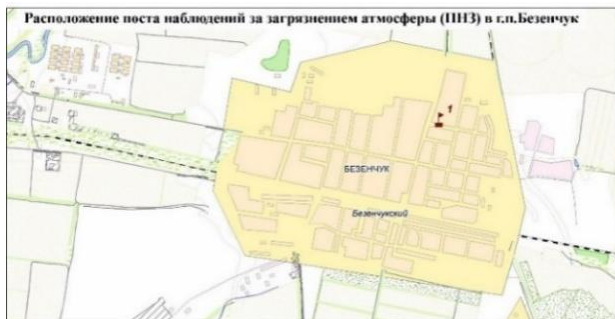 Расположение поста наблюдений за загрязнением атмосферы (ПНЗ) в г.п.Безенчук
1
БЕЗЕНЧУК
Безенчукский